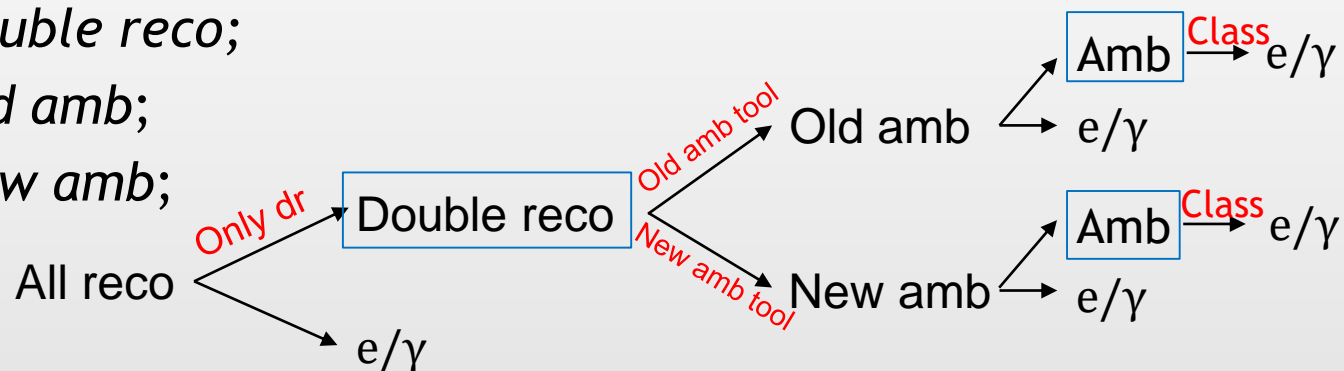 uble reco;
d amb;
w amb;
All reco
Only dr
Double reco
e/γ
Old amb tool
New amb tool
Old amb
Amb
Class
e/γ
e/γ
New amb
Amb
Class
e/γ
e/γ